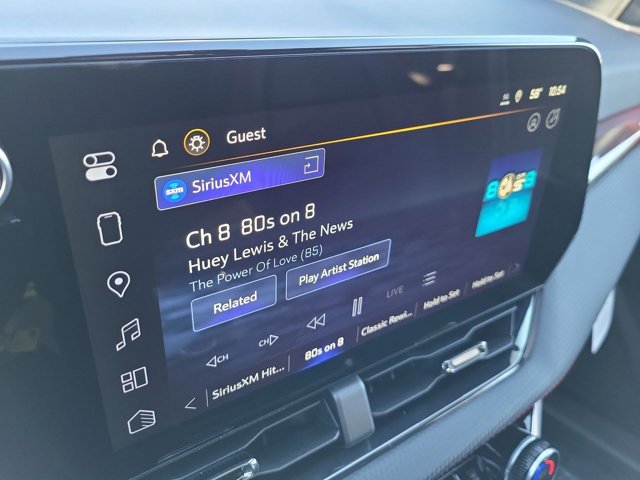 58° 10:54
Guest
sxm SiriusXM
Ch 8 80s on 8
Huey Lewis & The News
The Power Of Love (85)
Related Play Artist Station
CH CH LIVE
SiriusXM Hit... 80s on 8 Classic Rewi... Hold to Set Hold to Set